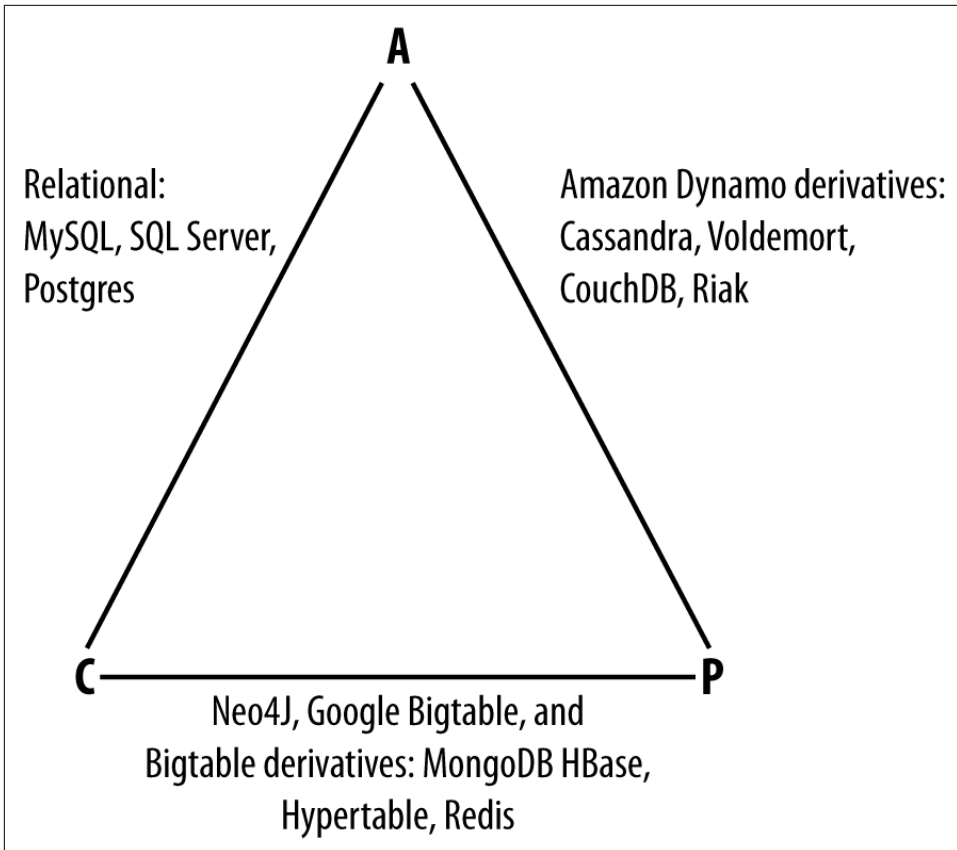 A
Relational:
MySQL, SQL Server,
Postgres
Amazon Dynamo derivatives:
Cassandra, Voldemort,
CouchDB, Riak
C
P
Neo4J, Google Bigtable, and
Bigtable derivatives: MongoDB HBase,
Hypertable, Redis